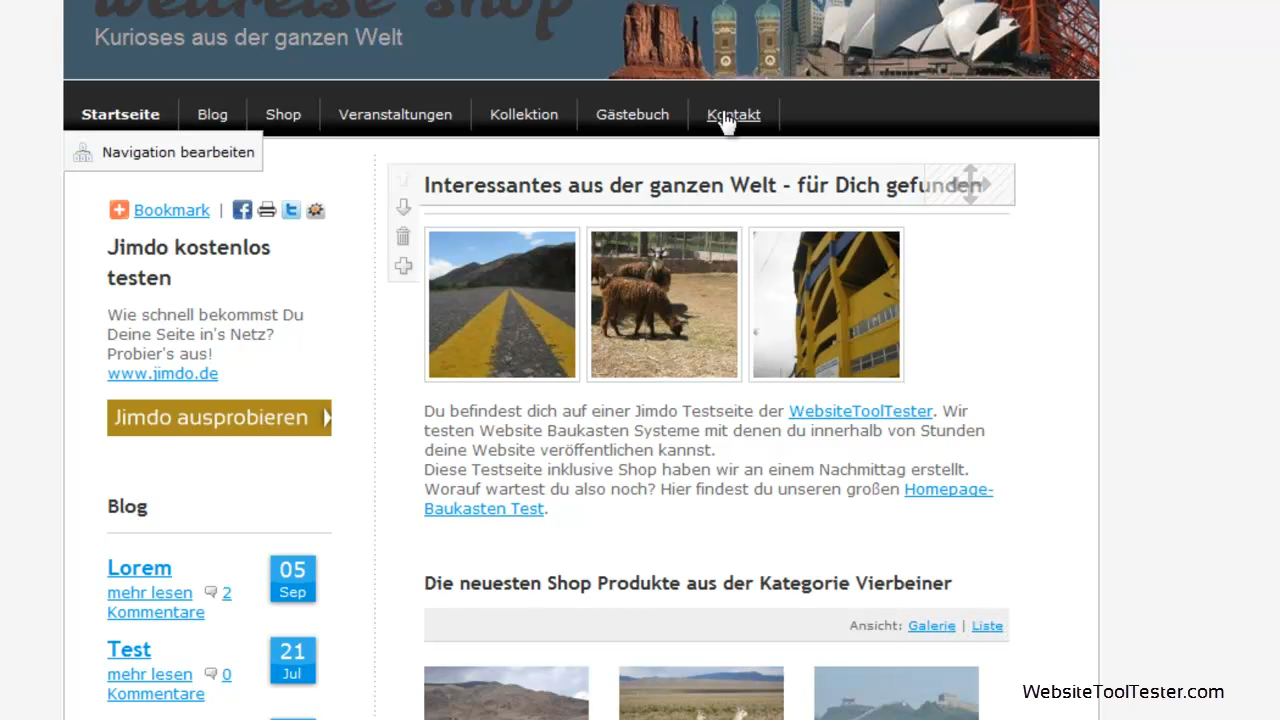 weltreise shop
Kurioses aus der ganzen Welt
Startseite
Blog
Shop
Veranstaltungen
Kollektion
Gästebuch
Kontakt
Navigation bearbeiten
Bookmark |
Jimdo kostenlos
testen
Wie schnell bekommst Du
Deine Seite in's Netz?
Probier's aus!
www.jimdo.de
Jimdo ausprobieren
Blog
Lorem
05
mehr lesen 2
Sep
Kommentare
Test
21
mehr lesen 0
Jul
Kommentare
Interessantes aus der ganzen Welt - für Dich gefunden
Du befindest dich auf einer Jimdo Testseite der WebsiteToolTester. Wir
testen Website Baukasten Systeme mit denen du innerhalb von Stunden
deine Website veröffentlichen kannst.
Diese Testseite inklusive Shop haben wir an einem Nachmittag erstellt.
Worauf wartest du also noch? Hier findest du unseren großen Homepage-
Baukasten Test.
Die neuesten Shop Produkte aus der Kategorie Vierbeiner
Ansicht: Galerie | Liste
WebsiteToolTester.com